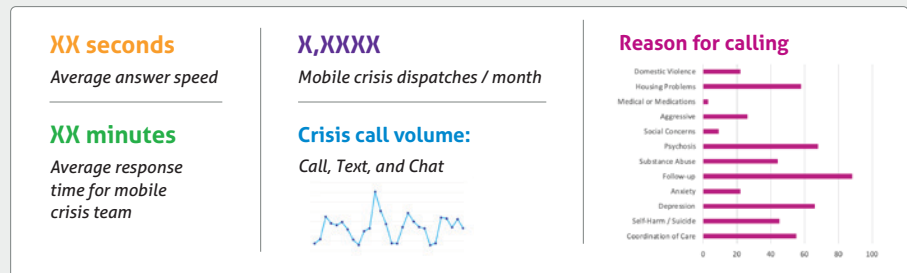 XX seconds
Average answer speed
XX minutes
Average response
time for mobile
crisis team
X,XXXX
Mobile crisis dispatches / month
Crisis call volume:
Call, Text, and Chat
Reason for calling
Domestic Violence
Housing Problems
Medical or Medications
Aggressive
Social Concerns
Psychosis
Substance Abuse
Follow-up
Anxiety
Depression
Self-Harm / Suicide
Coordination of Care
0 20 40 60 80 100